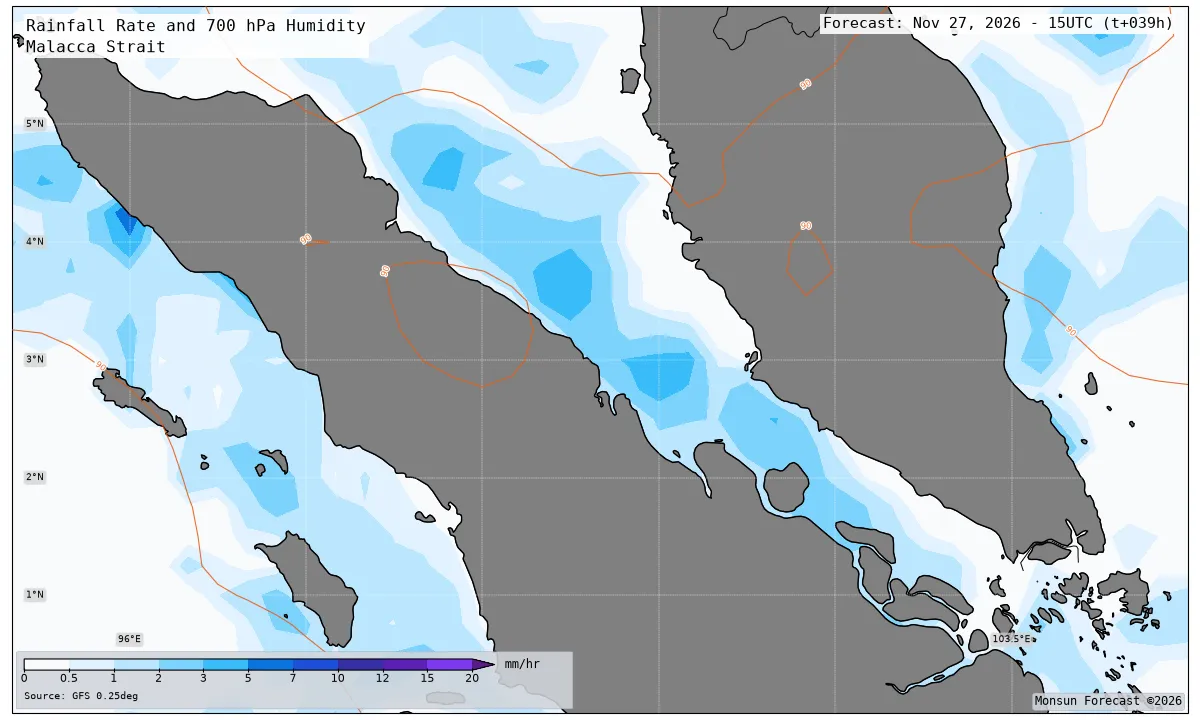 Rainfall Rate and 700 hPa Humidity
Malacca Strait
Forecast: Nov 27, 2026 - 15UTC (t+039h)
90
5°N
90
4°N
90
90
90
3°N
90
2°N
1°N
96°E
103.5°E
0 0.5 1 2 3 5 7 10 12 15 20 mm/hr
Source: GFS 0.25deg
Monsun Forecast ©2026